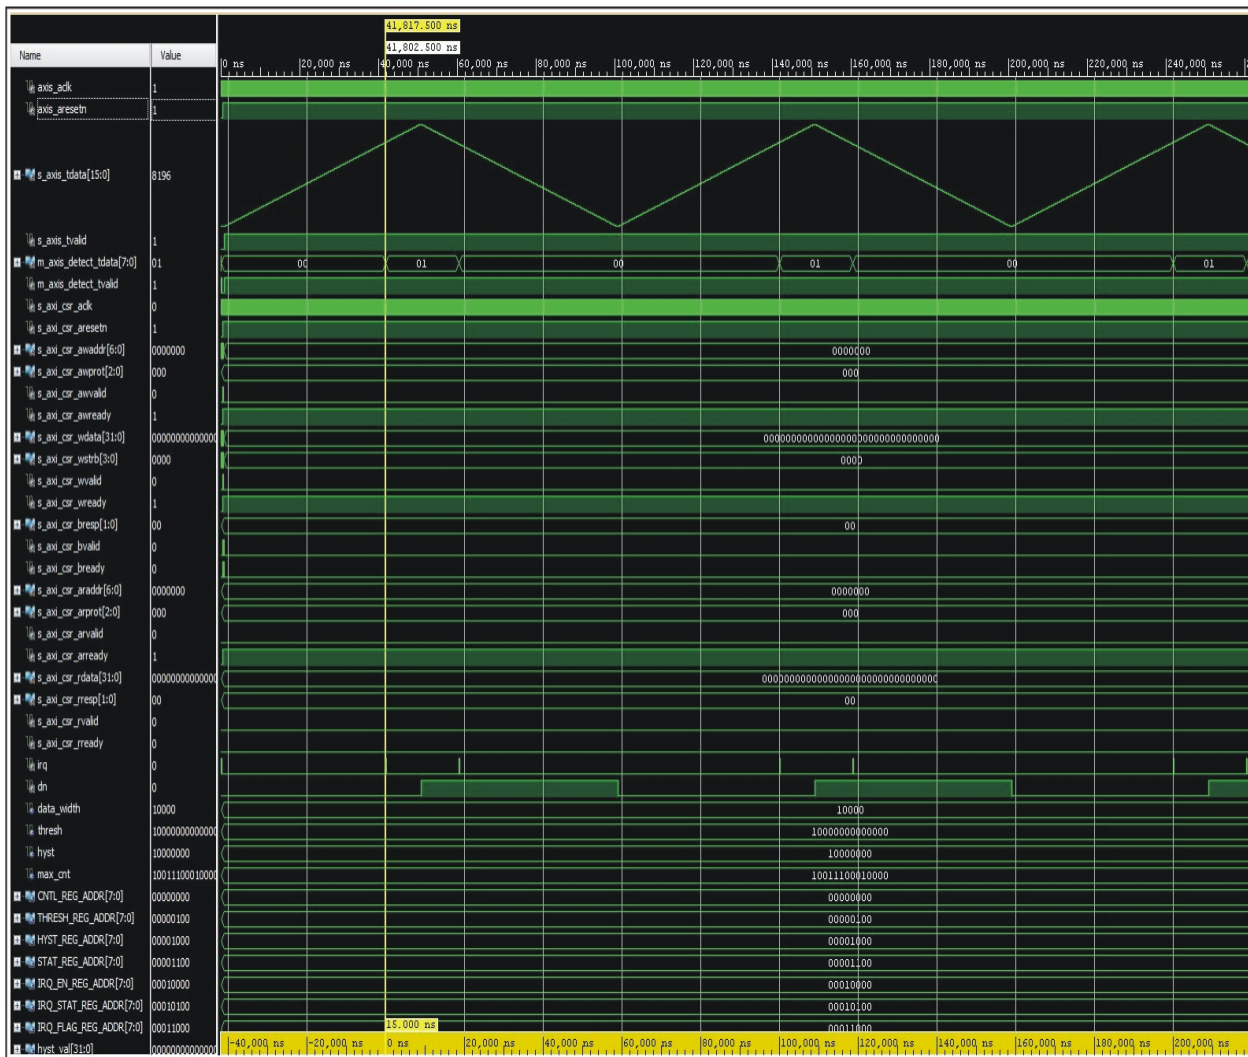 41,817.500 ns
41,802.500 ns
Name Value
0 ns 20,000 ns 40,000 ns 60,000 ns 80,000 ns 100,000 ns 120,000 ns 140,000 ns 160,000 ns 180,000 ns 200,000 ns 220,000 ns 240,000 ns
axis_aclk 1
axis_aresetn 1
s_axis_tdata[15:0] 8196
s_axis_tvalid 1
m_axis_detect_tdata[7:0] 01 00 01 00 01 00 01
m_axis_detect_tvalid 1
s_axi_csr_aclk 0
s_axi_csr_aresetn 1
s_axi_csr_awaddr[6:0] 0000000 0000000
s_axi_csr_awprot[2:0] 000 000
s_axi_csr_awvalid 0
s_axi_csr_awready 1
s_axi_csr_wdata[31:0] 00000000000000 00000000000000000000000000000000
s_axi_csr_wstrb[3:0] 0000 0000
s_axi_csr_wvalid 0
s_axi_csr_wready 1
s_axi_csr_bresp[1:0] 00 00
s_axi_csr_bvalid 0
s_axi_csr_bready 0
s_axi_csr_araddr[6:0] 0000000 0000000
s_axi_csr_arprot[2:0] 000 000
s_axi_csr_arvalid 0
s_axi_csr_arready 1
s_axi_csr_rdata[31:0] 00000000000000 00000000000000000000000000000000
s_axi_csr_rresp[1:0] 00 00
s_axi_csr_rvalid 0
s_axi_csr_rready 0
irq 0
dn 0
data_width 10000 10000
thresh 10000000000000 10000000000000
hyst 10000000 10000000
max_cnt 10011100010000 10011100010000
CNTL_REG_ADDR[7:0] 00000000 00000000
THRESH_REG_ADDR[7:0] 00000100 00000100
HYST_REG_ADDR[7:0] 00001000 00001000
STAT_REG_ADDR[7:0] 00001100 00001100
IRQ_EN_REG_ADDR[7:0] 00010000 00010000
IRQ_STAT_REG_ADDR[7:0] 00010100 00010100
IRQ_FLAG_REG_ADDR[7:0] 00011000 00011000
15.000 ns
hyst_val[31:0] 00000000000000
-40,000 ns -20,000 ns 0 ns 20,000 ns 40,000 ns 60,000 ns 80,000 ns 100,000 ns 120,000 ns 140,000 ns 160,000 ns 180,000 ns 200,000 ns